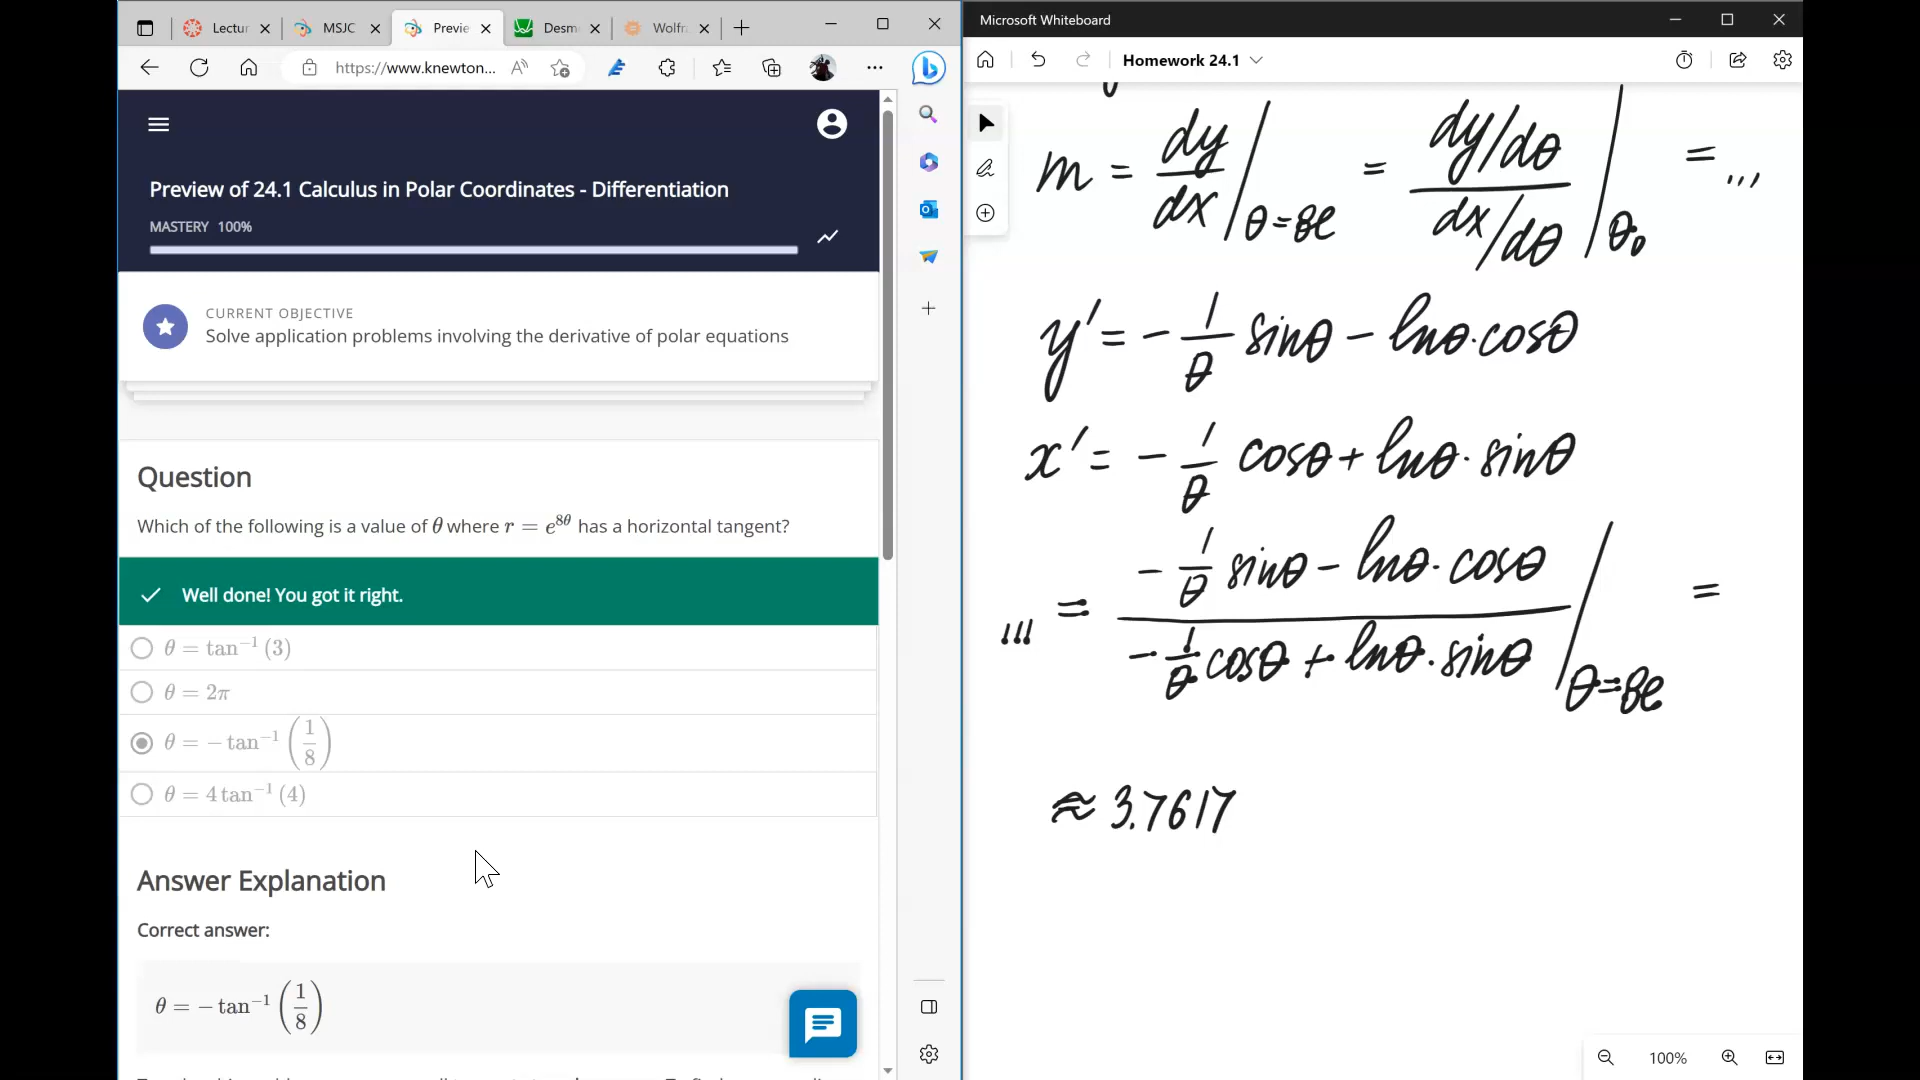 Lectur
MSJC
Previe
Desm
Wolfr
https://www.knewton...
Preview of 24.1 Calculus in Polar Coordinates - Differentiation
MASTERY 100%
CURRENT OBJECTIVE
Solve application problems involving the derivative of polar equations
Question
Which of the following is a value of θ where r = e^{8θ} has a horizontal tangent?
Well done! You got it right.
θ = tan⁻¹ (3)
θ = 2π
θ = − tan⁻¹ (1/8)
θ = 4 tan⁻¹ (4)
Answer Explanation
Correct answer:
θ = − tan⁻¹ (1/8)
Microsoft Whiteboard
Homework 24.1
m = dy/dx |θ=8e = (dy/dθ)/(dx/dθ) |θ₀ = ...
y' = − 1/θ sinθ − lnθ·cosθ
x' = − 1/θ cosθ + lnθ·sinθ
... = (− 1/θ sinθ − lnθ·cosθ)/(− 1/θ cosθ + lnθ·sinθ) |θ=8e =
≈ 3.7617
100%